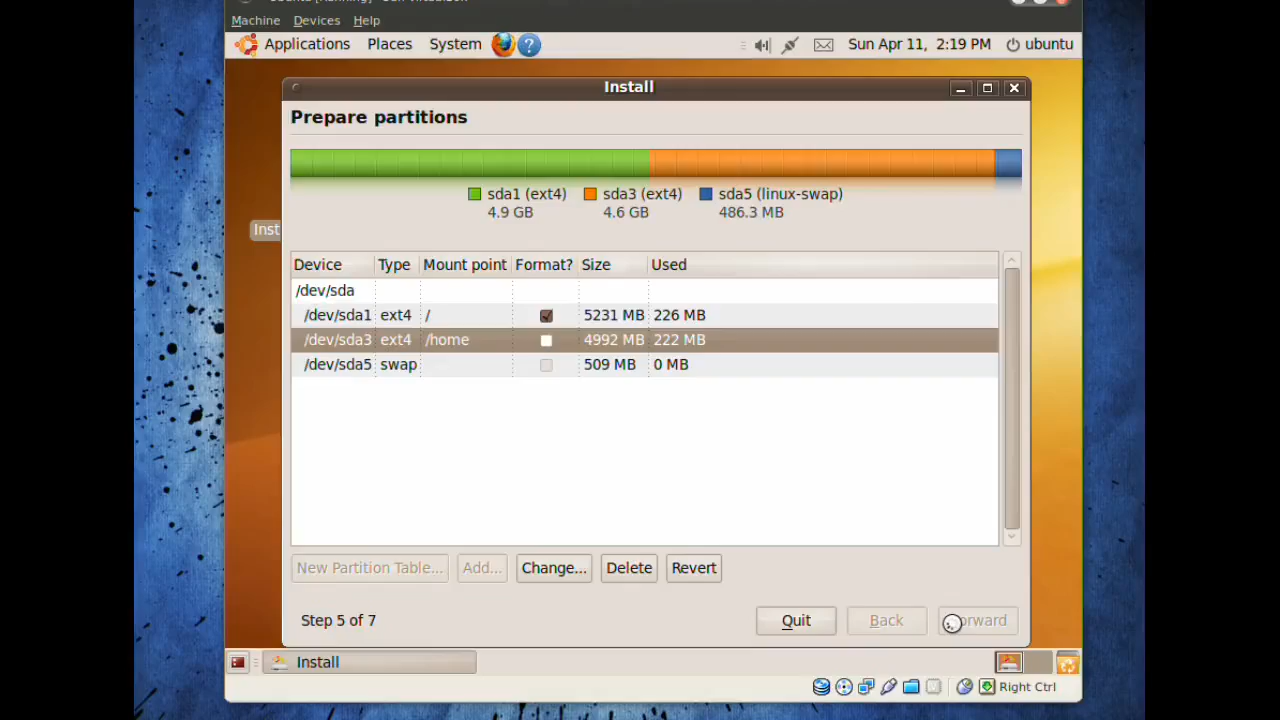 Machine Devices Help
Applications Places System Sun Apr 11, 2:19 PM ubuntu
Install
Prepare partitions
sda1 (ext4) sda3 (ext4) sda5 (linux-swap)
4.9 GB 4.6 GB 486.3 MB
Inst
Device Type Mount point Format? Size Used
/dev/sda
/dev/sda1 ext4 / 5231 MB 226 MB
/dev/sda3 ext4 /home 4992 MB 222 MB
/dev/sda5 swap 509 MB 0 MB
New Partition Table... Add... Change... Delete Revert
Step 5 of 7 Quit Back orward
Install
Right Ctrl